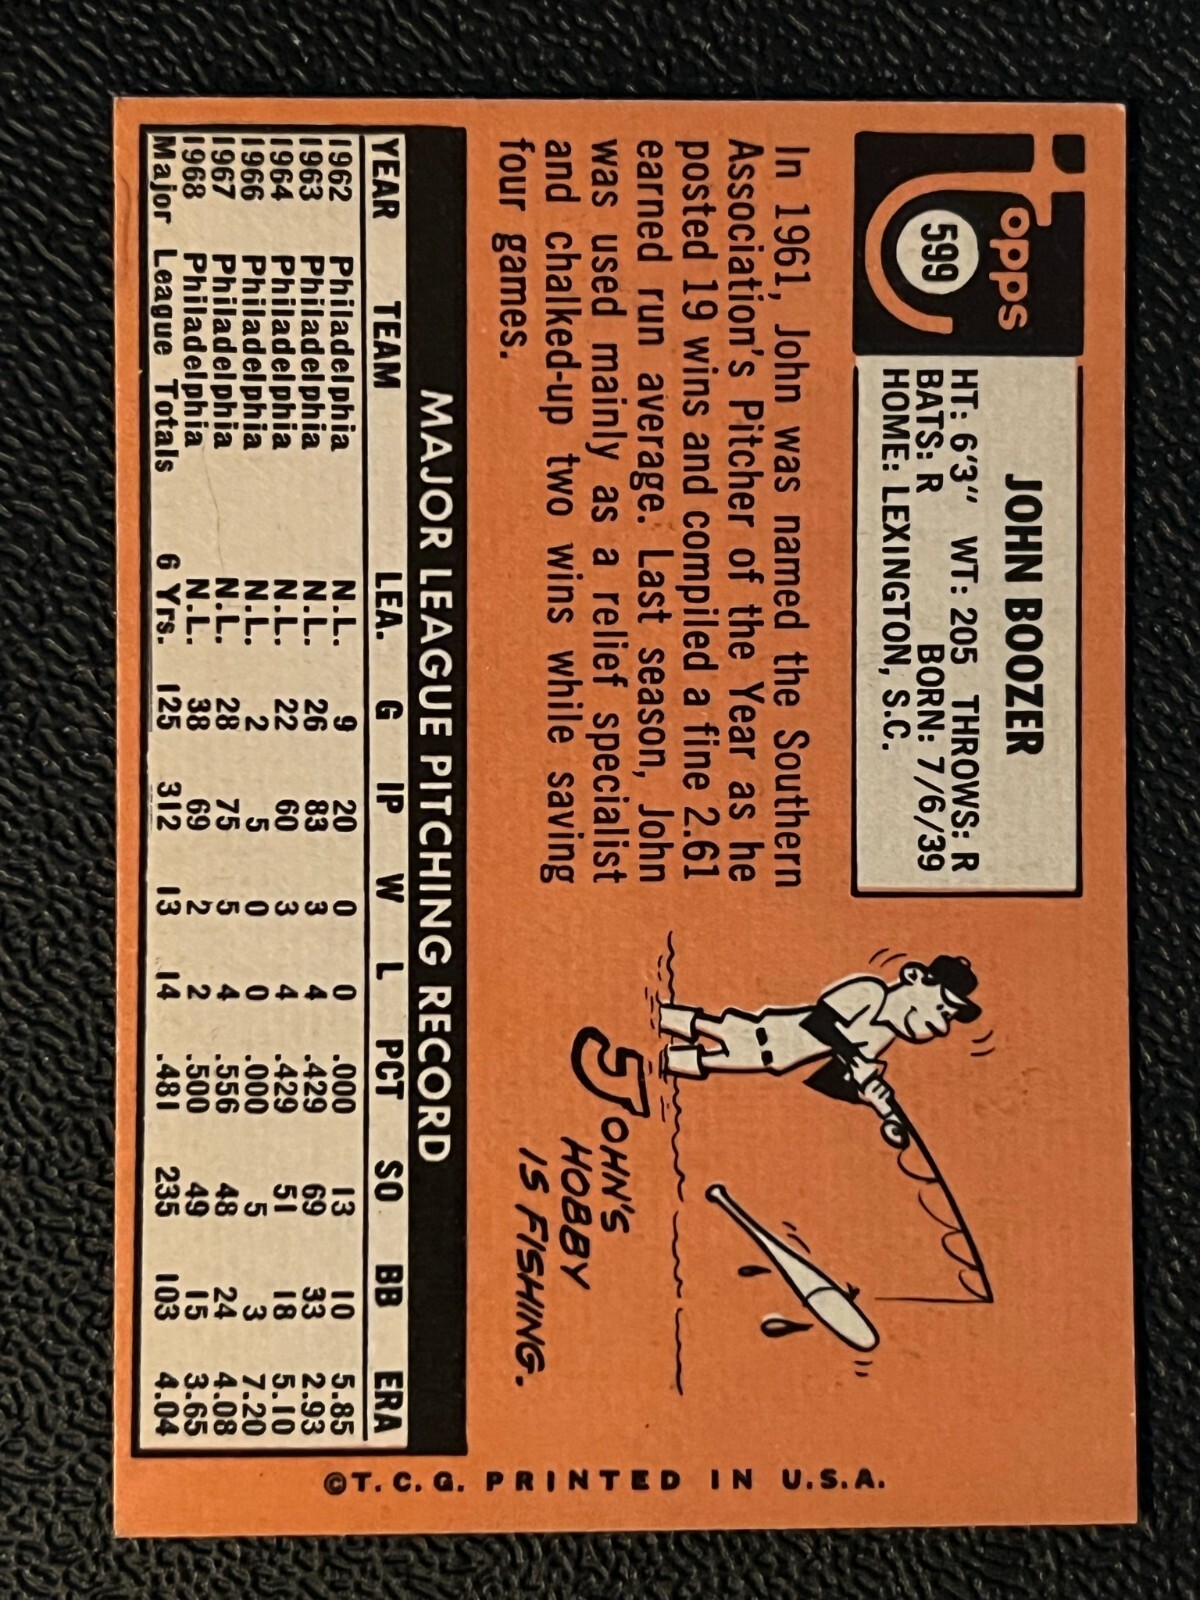 Topps
599
JOHN BOOZER
HT: 6'3" WT: 205 THROWS: R
BATS: R BORN: 7/6/39
HOME: LEXINGTON, S.C.
In 1961, John was named the Southern
Association's Pitcher of the Year as he
posted 19 wins and compiled a fine 2.61
earned run average. Last season, John
was used mainly as a relief specialist
and chalked-up two wins while saving
four games.
JOHN'S
HOBBY
IS FISHING.
MAJOR LEAGUE PITCHING RECORD
YEAR TEAM LEA. G IP W L PCT SO BB ERA
1962 Philadelphia N.L. 9 20 0 0 .000 13 10 5.85
1963 Philadelphia N.L. 26 83 3 4 .429 69 33 2.93
1964 Philadelphia N.L. 22 60 3 4 .429 51 18 5.10
1966 Philadelphia N.L. 2 5 0 0 .000 5 3 7.20
1967 Philadelphia N.L. 28 75 5 4 .556 48 24 4.08
1968 Philadelphia N.L. 38 69 2 2 .500 49 15 3.65
Major League Totals 6 Yrs. 125 312 13 14 .481 235 103 4.04
©T.C.G. PRINTED IN U.S.A.